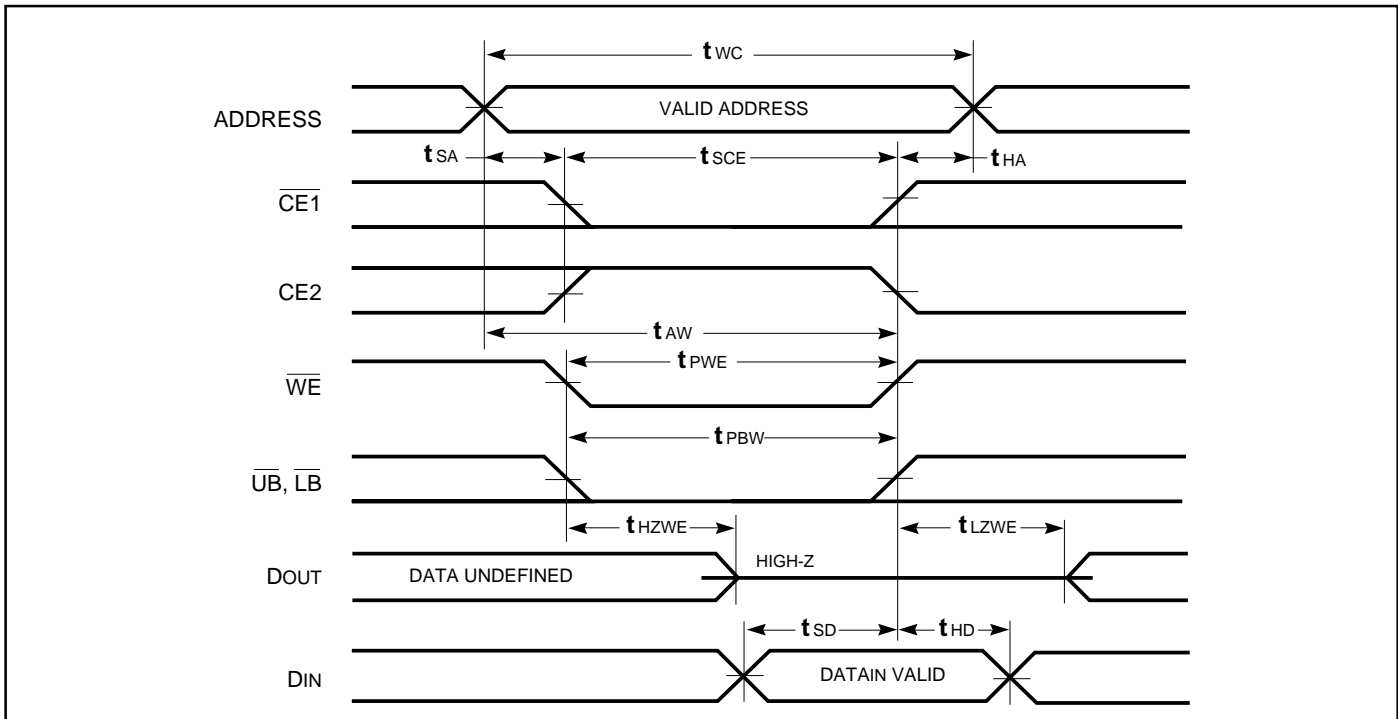 tWC
ADDRESS
VALID ADDRESS
tSA
tSCE
tHA
CE1
CE2
tAW
tPWE
WE
tPBW
UB, LB
tHZWE
tLZWE
DOUT
DATA UNDEFINED
HIGH-Z
tSD
tHD
DIN
DATAIN VALID